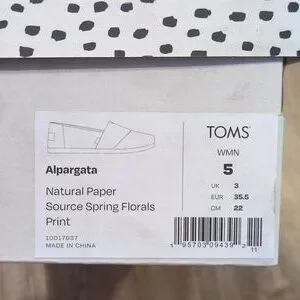 TOMS®
WMN
5
UK 3
EUR 35.5
CM 22
Alpargata
Natural Paper
Source Spring Florals
Print
10017037
MADE IN CHINA
1 95703 09439 2
11